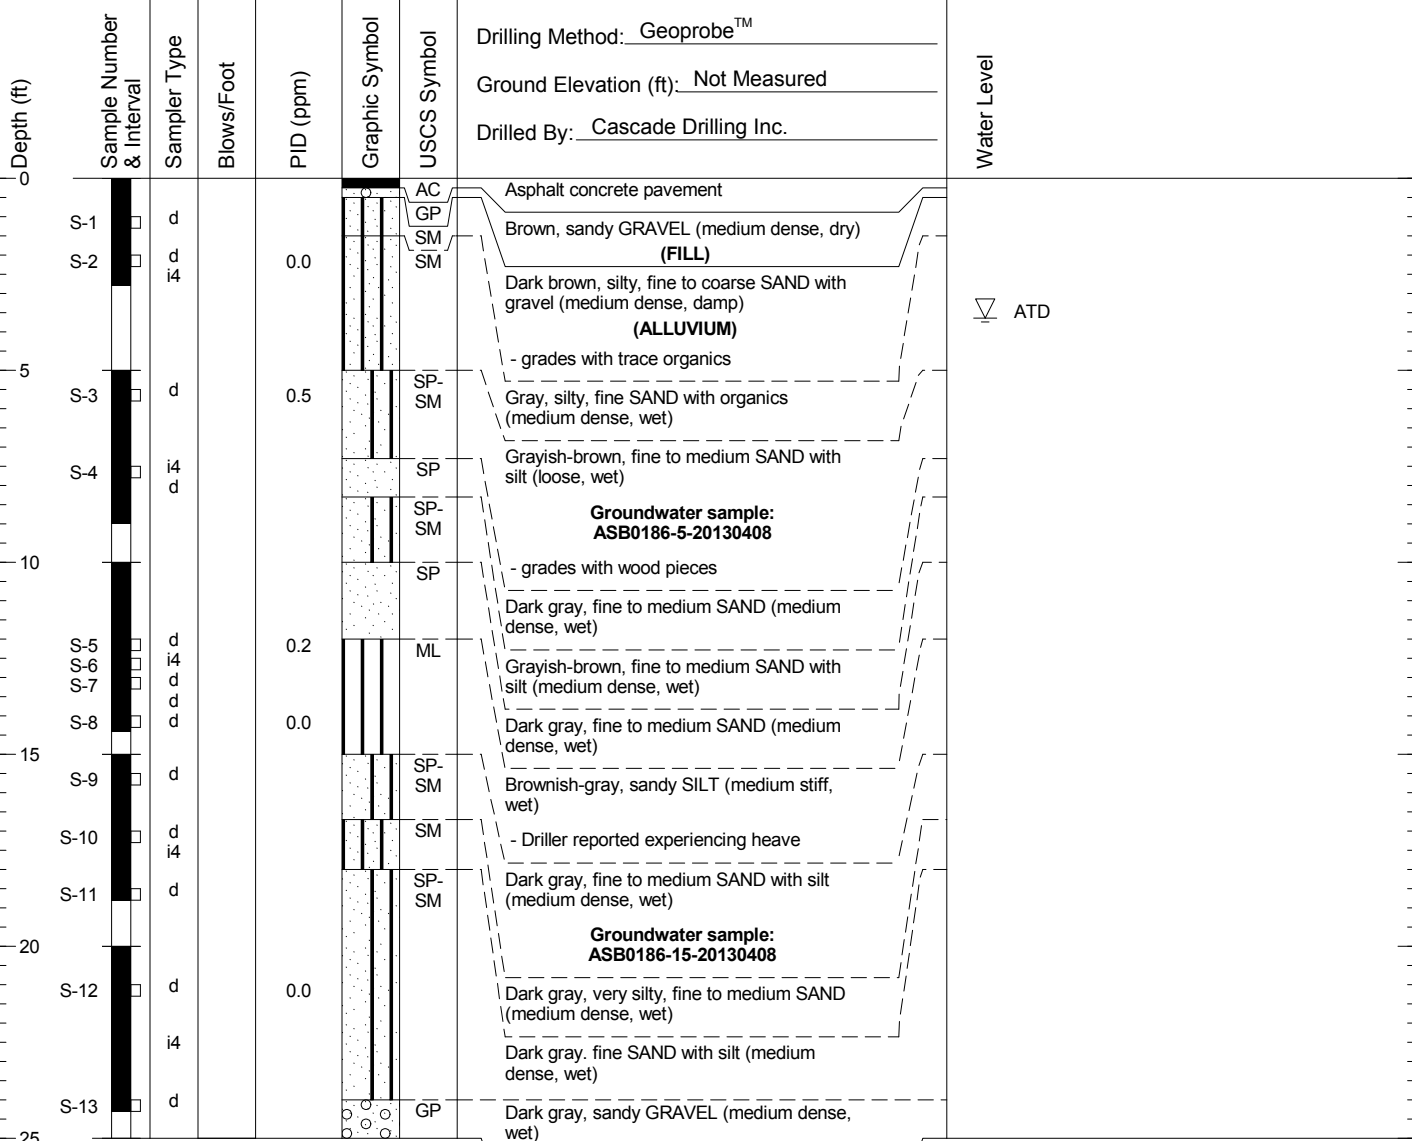 Depth (ft)
Sample Number
& Interval
Sampler Type
Blows/Foot
PID (ppm)
Graphic Symbol
USCS Symbol
Drilling Method: Geoprobe™
Ground Elevation (ft): Not Measured
Drilled By: Cascade Drilling Inc.
Water Level
0
AC
Asphalt concrete pavement
S-1
d
GP
Brown, sandy GRAVEL (medium dense, dry)
SM
(FILL)
S-2
d
i4
0.0
SM
Dark brown, silty, fine to coarse SAND with
gravel (medium dense, damp)
(ALLUVIUM)
ATD
- grades with trace organics
5
S-3
d
0.5
SP-
SM
Gray, silty, fine SAND with organics
(medium dense, wet)
S-4
i4
d
SP
Grayish-brown, fine to medium SAND with
silt (loose, wet)
SP-
SM
Groundwater sample:
ASB0186-5-20130408
10
SP
- grades with wood pieces
Dark gray, fine to medium SAND (medium
dense, wet)
S-5
d
0.2
ML
S-6
i4
Grayish-brown, fine to medium SAND with
silt (medium dense, wet)
S-7
d
d
S-8
d
0.0
Dark gray, fine to medium SAND (medium
dense, wet)
15
S-9
d
SP-
SM
Brownish-gray, sandy SILT (medium stiff,
wet)
S-10
d
i4
SM
- Driller reported experiencing heave
S-11
d
SP-
SM
Dark gray, fine to medium SAND with silt
(medium dense, wet)
Groundwater sample:
ASB0186-15-20130408
20
S-12
d
0.0
Dark gray, very silty, fine to medium SAND
(medium dense, wet)
i4
Dark gray. fine SAND with silt (medium
dense, wet)
S-13
d
GP
Dark gray, sandy GRAVEL (medium dense,
wet)
25